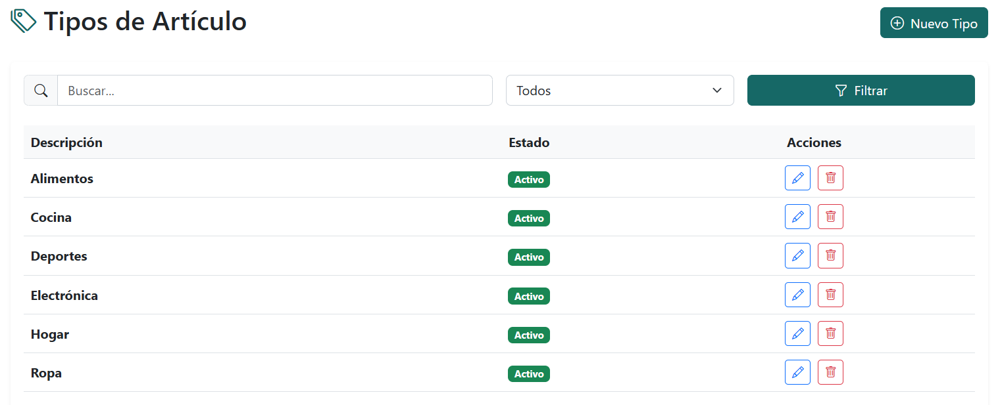 Tipos de Artículo
Nuevo Tipo
Buscar...
Todos
Filtrar
Descripción Estado Acciones
Alimentos Activo
Cocina Activo
Deportes Activo
Electrónica Activo
Hogar Activo
Ropa Activo